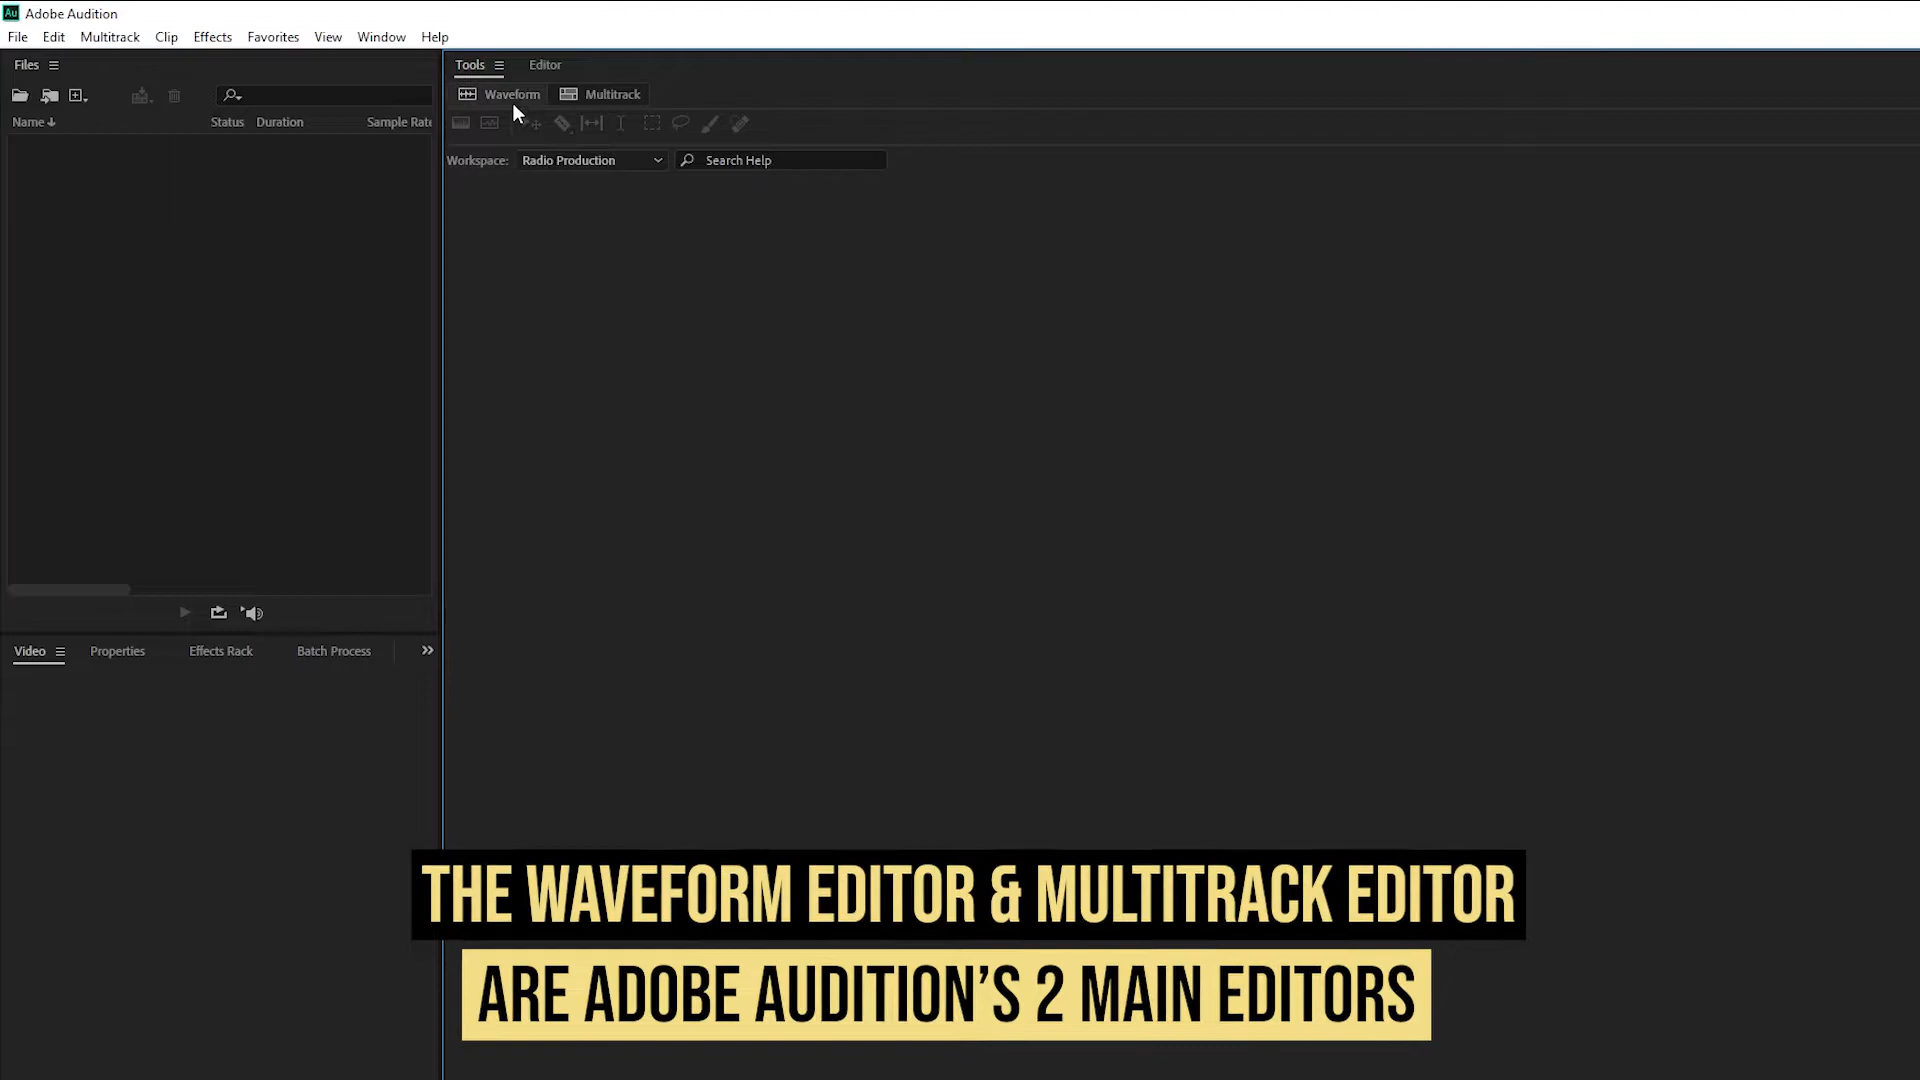 Au Adobe Audition
File Edit Multitrack Clip Effects Favorites View Window Help
Files
Name Status Duration Sample Rate
Tools Editor
Waveform Multitrack
Workspace: Radio Production Search Help
Video Properties Effects Rack Batch Process
THE WAVEFORM EDITOR & MULTITRACK EDITOR
ARE ADOBE AUDITION’S 2 MAIN EDITORS